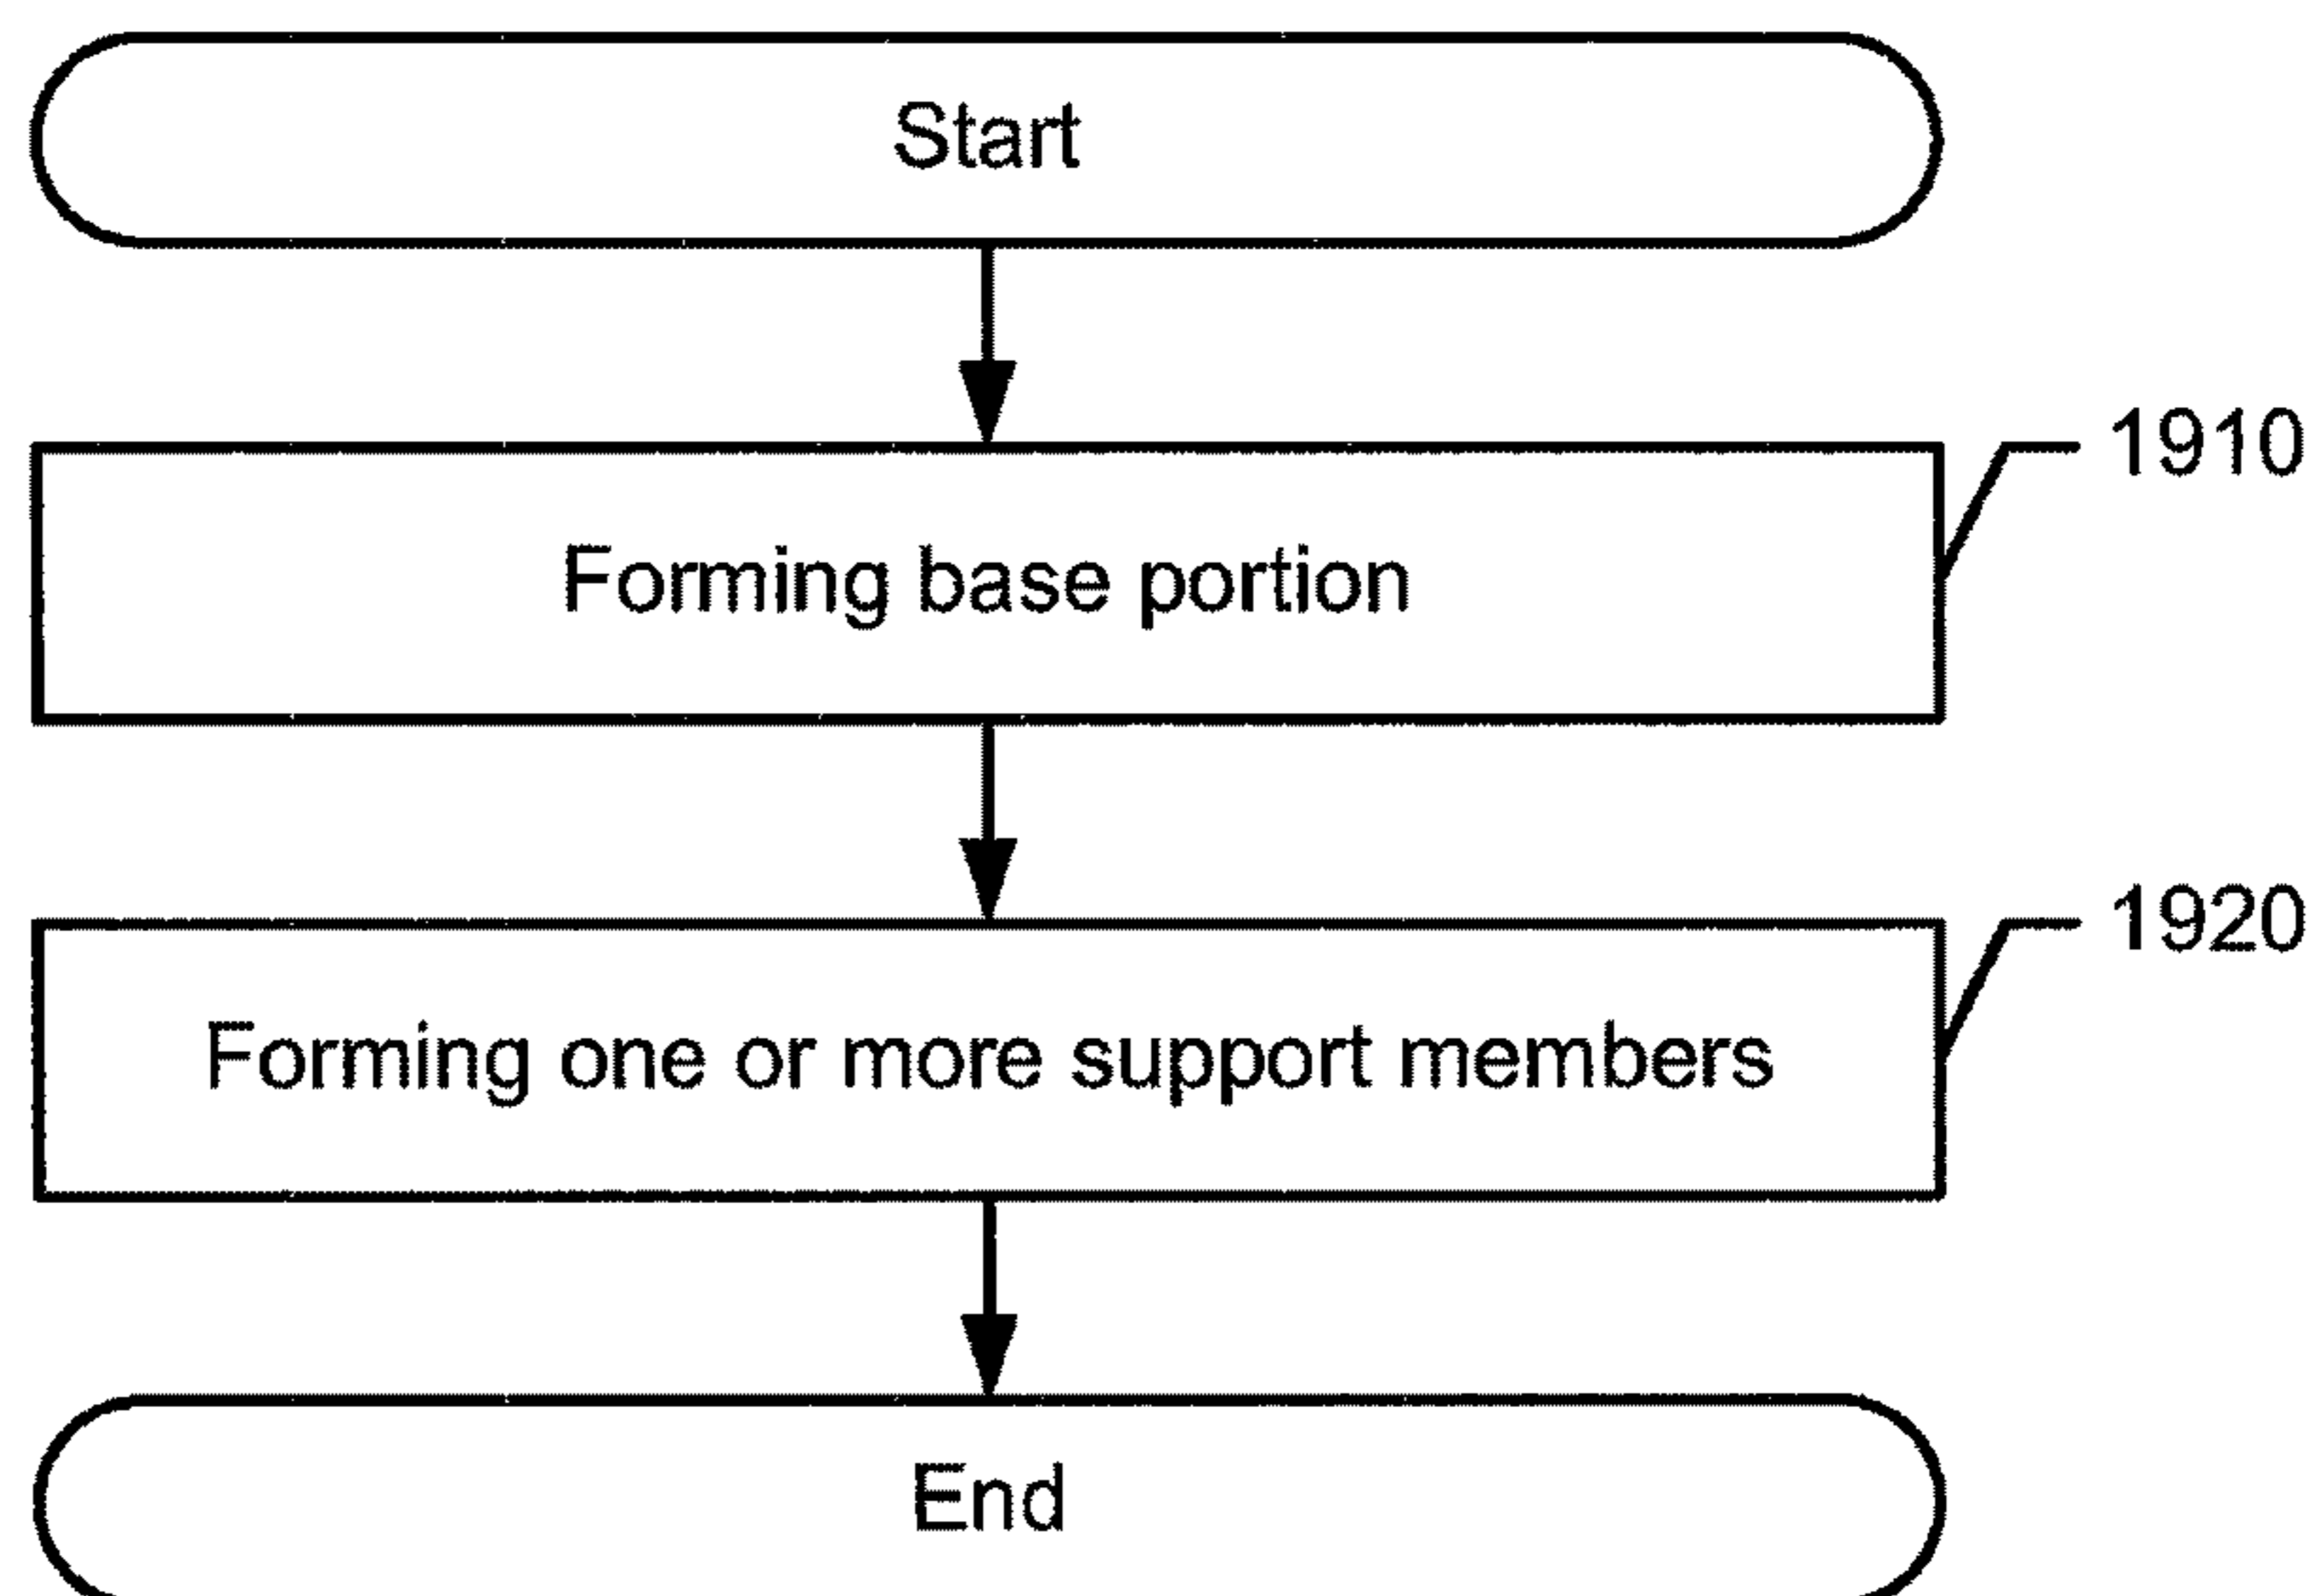 Start
1910
Forming base portion
1920
Forming one or more support members
End